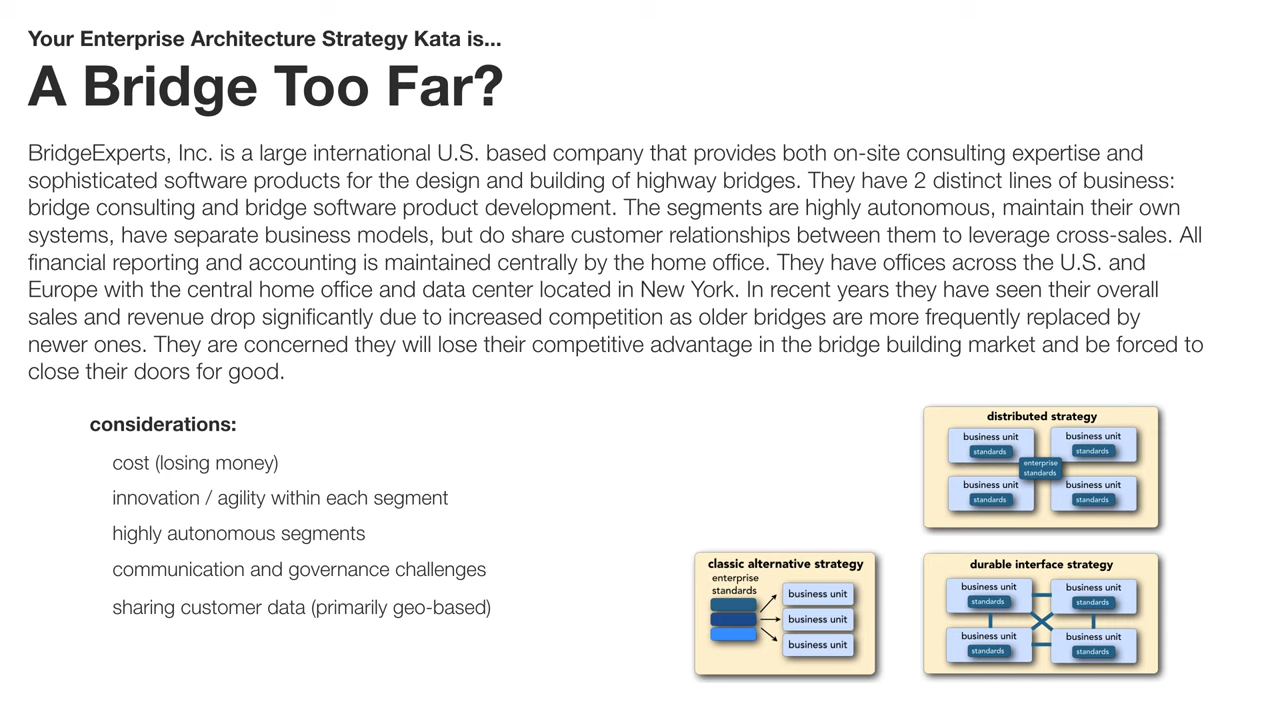 Your Enterprise Architecture Strategy Kata is...
A Bridge Too Far?
BridgeExperts, Inc. is a large international U.S. based company that provides both on-site consulting expertise and
sophisticated software products for the design and building of highway bridges. They have 2 distinct lines of business:
bridge consulting and bridge software product development. The segments are highly autonomous, maintain their own
systems, have separate business models, but do share customer relationships between them to leverage cross-sales. All
financial reporting and accounting is maintained centrally by the home office. They have offices across the U.S. and
Europe with the central home office and data center located in New York. In recent years they have seen their overall
sales and revenue drop significantly due to increased competition as older bridges are more frequently replaced by
newer ones. They are concerned they will lose their competitive advantage in the bridge building market and be forced to
close their doors for good.
considerations:
cost (losing money)
innovation / agility within each segment
highly autonomous segments
communication and governance challenges
sharing customer data (primarily geo-based)
distributed strategy
business unit
standards
business unit
standards
enterprise
standards
business unit
standards
business unit
standards
classic alternative strategy
enterprise
standards
business unit
business unit
business unit
durable interface strategy
business unit
standards
business unit
standards
business unit
standards
business unit
standards